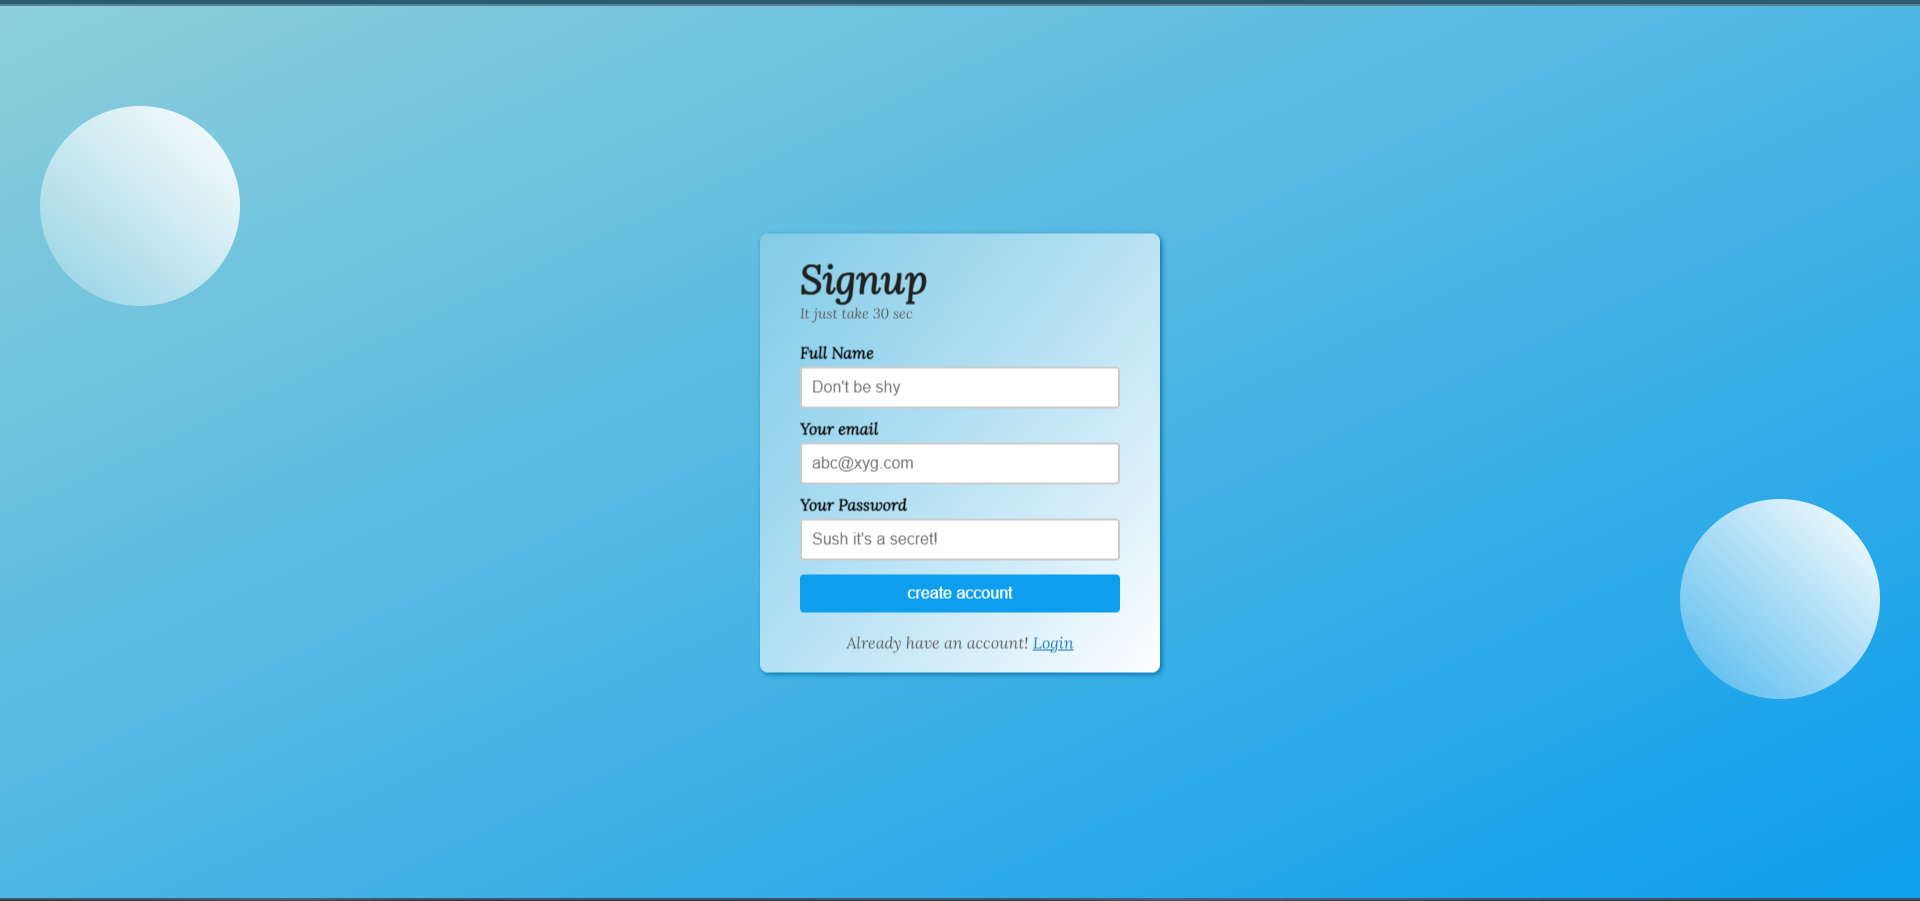 Signup
It just take 30 sec
Full Name
Don't be shy
Your email
abc@xyg.com
Your Password
Sush it's a secret!
create account
Already have an account! Login